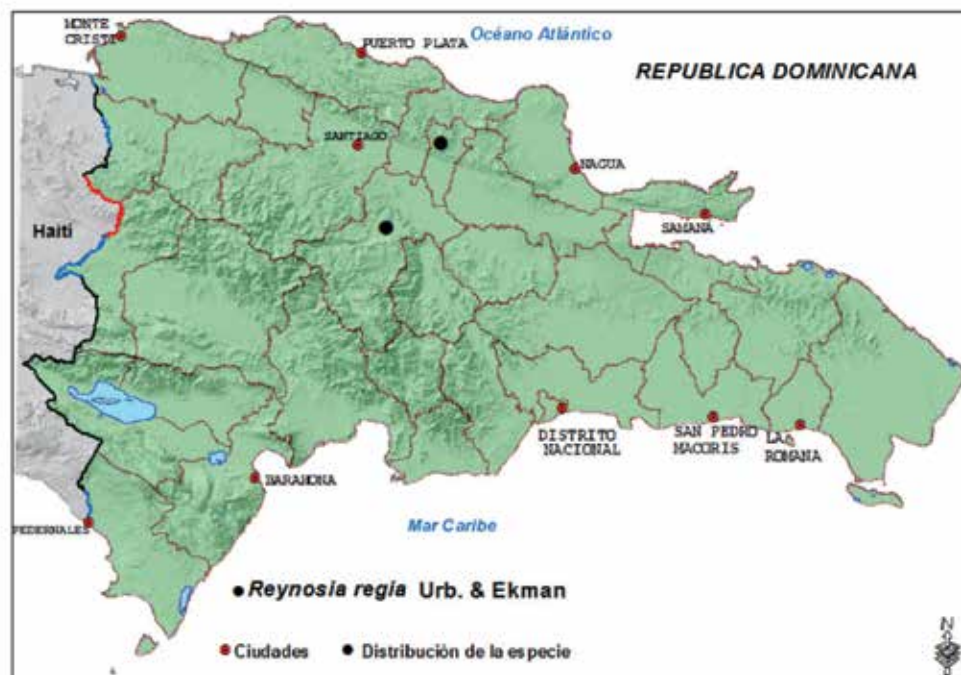 MONTE
CRISTI
PUERTO PLATA
Océano Atlántico
REPUBLICA DOMINICANA
SANTIAGO
NAGUA
SAMANA
Haití
DISTRITO
NACIONAL
SAN PEDRO
MACORIS
LA
ROMANA
BARAHONA
PEDERNALES
Mar Caribe
Reynosia regia Urb. & Ekman
Ciudades
Distribución de la especie
N